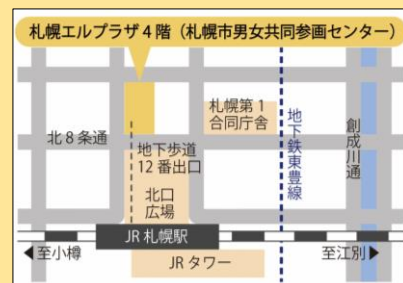 札幌エルプラザ4階（札幌市男女共同参画センター）
札幌第1
合同庁舎
北8条通
地下鉄東豊線
創成川通
地下歩道
12番出口
北口
広場
JR札幌駅
◀至小樽
JRタワー
至江別▶